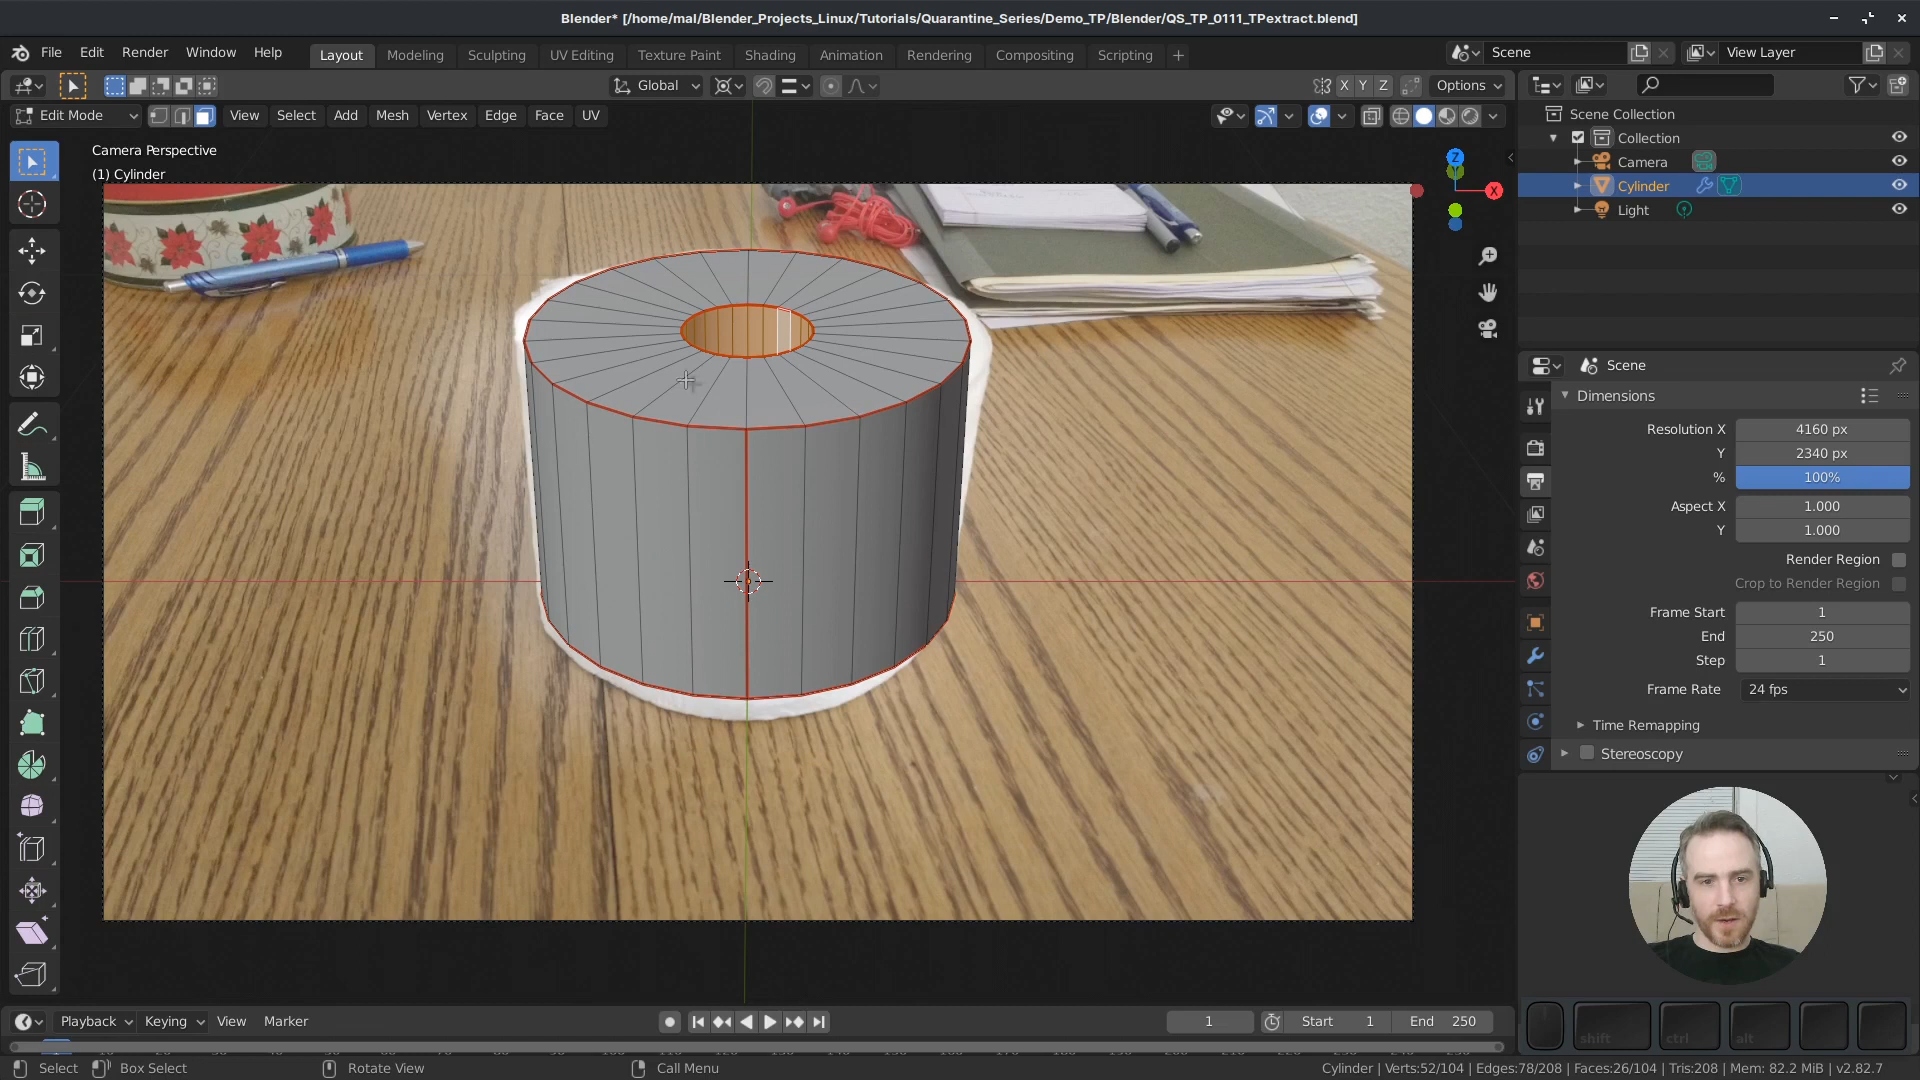 Blender* [/home/mal/Blender_Projects_Linux/Tutorials/Quarantine_Series/Demo_TP/Blender/QS_TP_0111_TPextract.blend]
File Edit Render Window Help Layout Modeling Sculpting UV Editing Texture Paint Shading Animation Rendering Compositing Scripting + Scene View Layer
Global X Y Z Options
Edit Mode View Select Add Mesh Vertex Edge Face UV
Camera Perspective
(1) Cylinder
Z
X
Scene Collection
Collection
Camera
Cylinder
Light
Scene
Dimensions
Resolution X 4160 px
Y 2340 px
% 100%
Aspect X 1.000
Y 1.000
Render Region
Crop to Render Region
Frame Start 1
End 250
Step 1
Frame Rate 24 fps
Time Remapping
Stereoscopy
shift ctrl alt
Playback Keying View Marker 1 Start 1 End 250
Select Box Select Rotate View Call Menu Cylinder | Verts:52/104 | Edges:78/208 | Faces:26/104 | Tris:208 | Mem: 82.2 MiB | v2.82.7